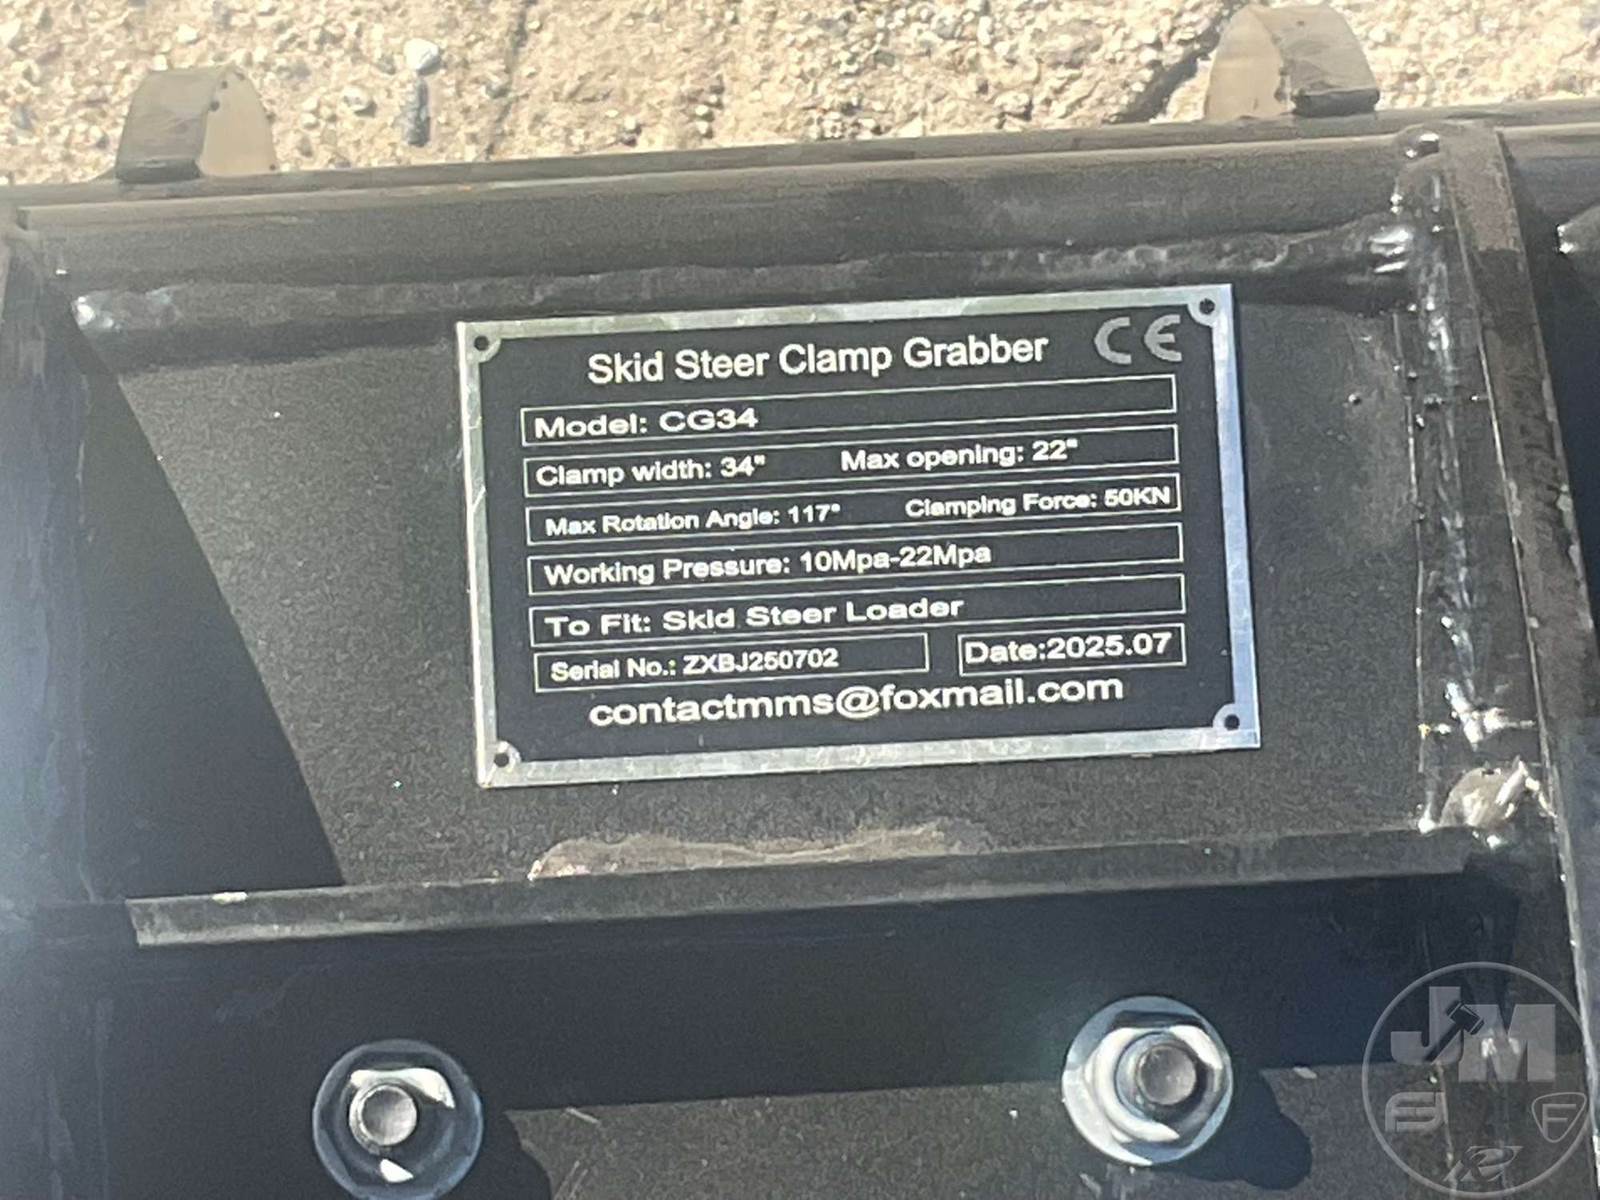 Skid Steer Clamp Grabber CE
Model: CG34
Clamp width: 34" Max opening: 22"
Max Rotation Angle: 117° Clamping Force: 50KN
Working Pressure: 10Mpa-22Mpa
To Fit: Skid Steer Loader
Serial No.: ZXBJ250702 Date:2025.07
contactmms@foxmail.com
JM